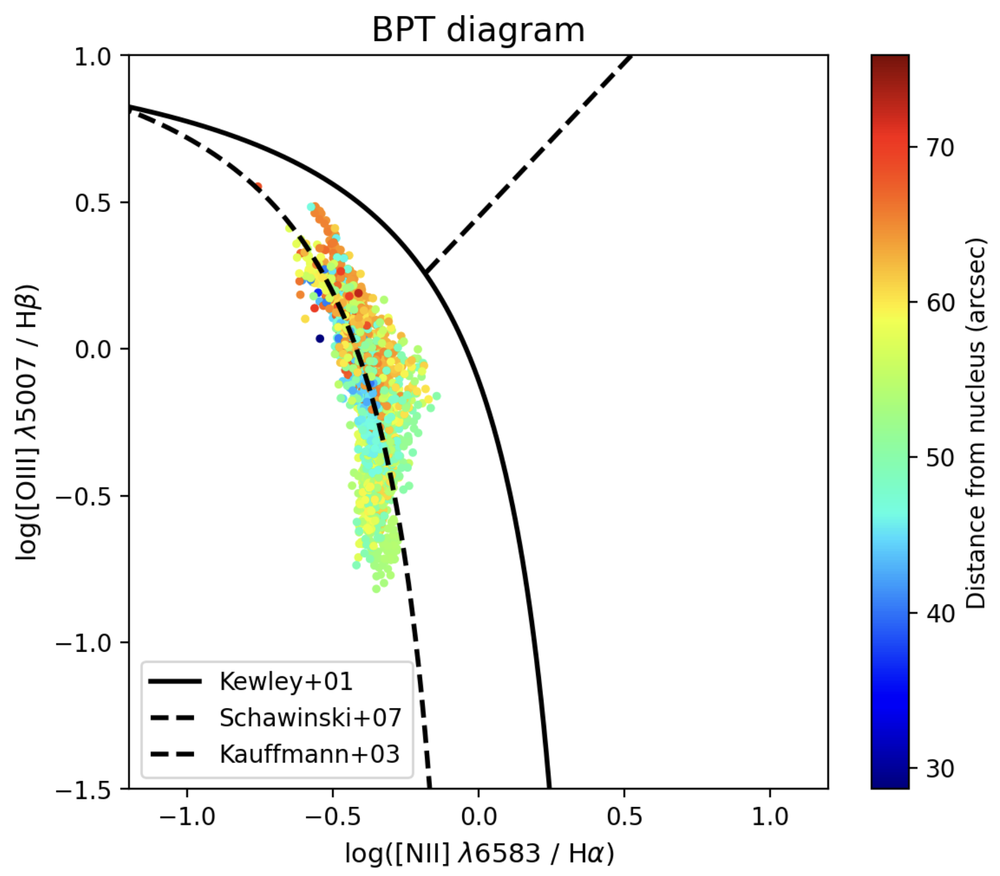 BPT diagram
1.0
0.5
0.0
−0.5
−1.0
−1.5
log([OIII] λ5007 / Hβ)
Kewley+01
Schawinski+07
Kauffmann+03
−1.0 −0.5 0.0 0.5 1.0
log([NII] λ6583 / Hα)
70
60
50
40
30
Distance from nucleus (arcsec)